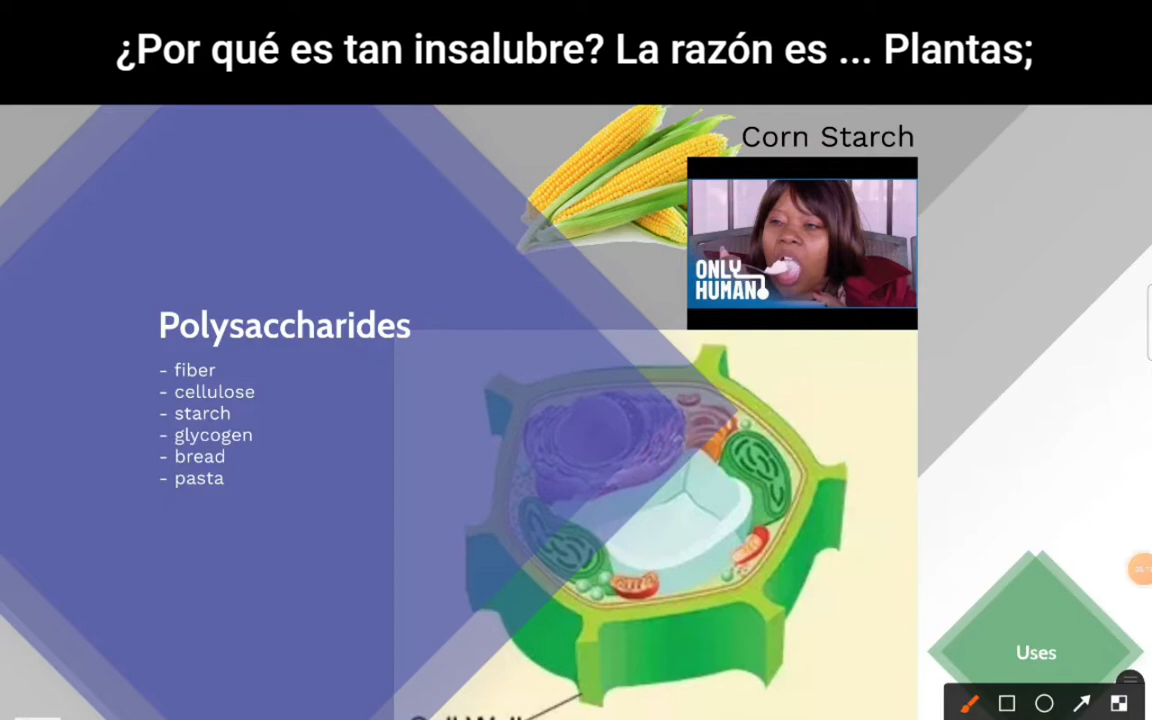 ¿Por qué es tan insalubre? La razón es ... Plantas;
Corn Starch
ONLY
HUMAN
Polysaccharides
- fiber
- cellulose
- starch
- glycogen
- bread
- pasta
Uses